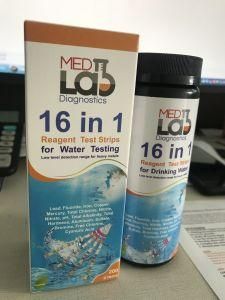 MED
Lab
Diagnostics
16 in 1
Reagent Test Strips
for Water Testing
Low level detection range for heavy metals
Lead, Fluoride, Iron, Copper
Mercury, Total Chlorine, Nitrite,
Nitrate, pH, Total Alkalinity, Total
Hardness, Aluminum, Sulfate,
Bromine, Free Chlorine,
Cyanuric Acid
200
MED
Lab
Diagnostics
16 in 1
Reagent Test Strips
for Drinking Water